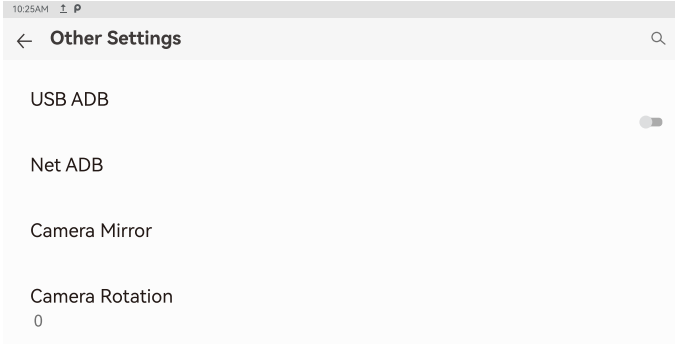 10:25AM
Other Settings
USB ADB
Net ADB
Camera Mirror
Camera Rotation
0